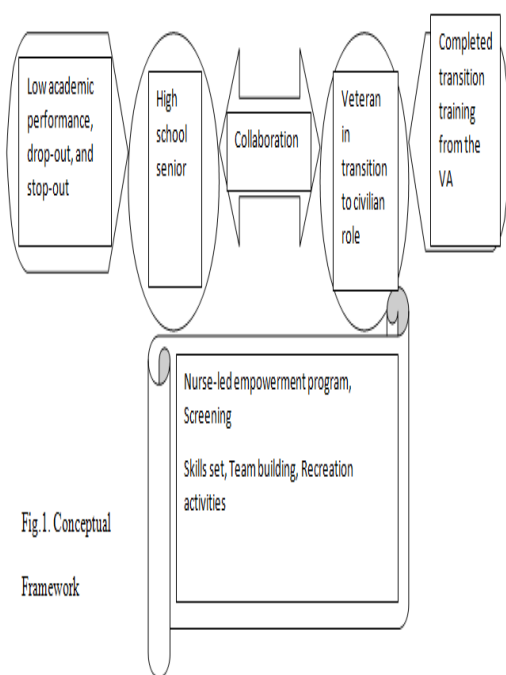 Low academic
performance,
drop-out, and
stop-out
High
school
senior
Collaboration
Veteran
in
transition
to civilian
role
Completed
transition
training
from the
VA
Nurse-led empowerment program,
Screening
Skills set, Team building, Recreation
activities
Fig.1. Conceptual
Framework